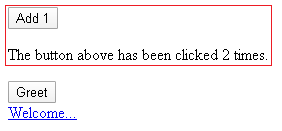 Add 1
The button above has been clicked 2 times.
Greet
Welcome...